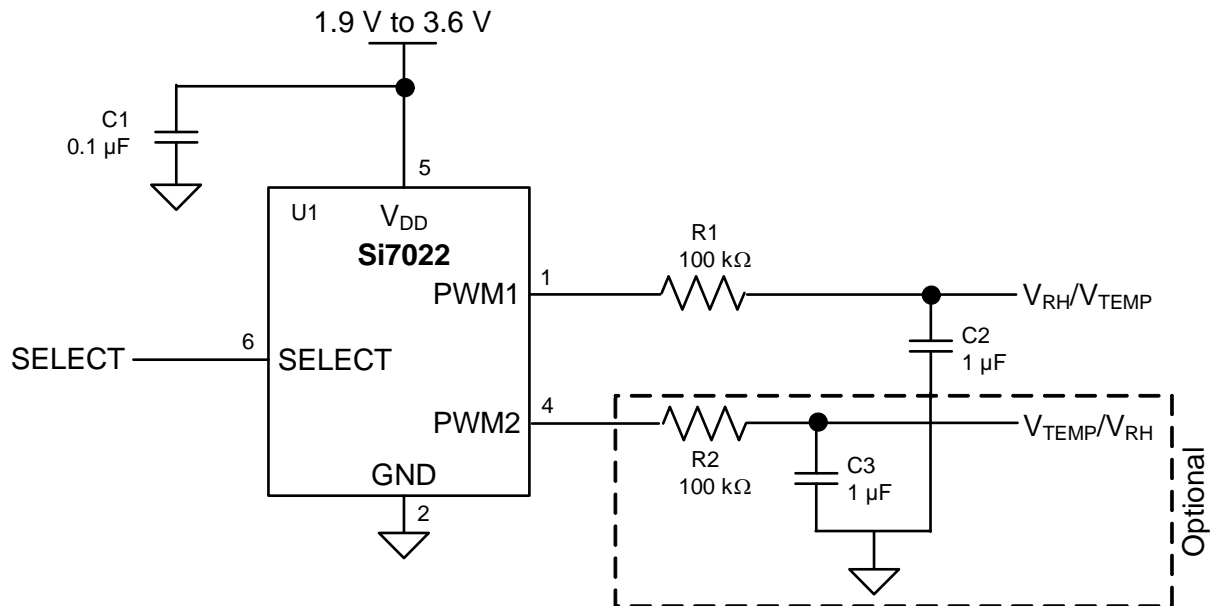 1.9 V to 3.6 V
C1
0.1 µF
5
U1
VDD
Si7022
R1
100 kΩ
PWM1
1
VRH/VTEMP
SELECT
6
SELECT
C2
1 µF
PWM2
4
VTEMP/VRH
R2
100 kΩ
C3
1 µF
GND
2
Optional